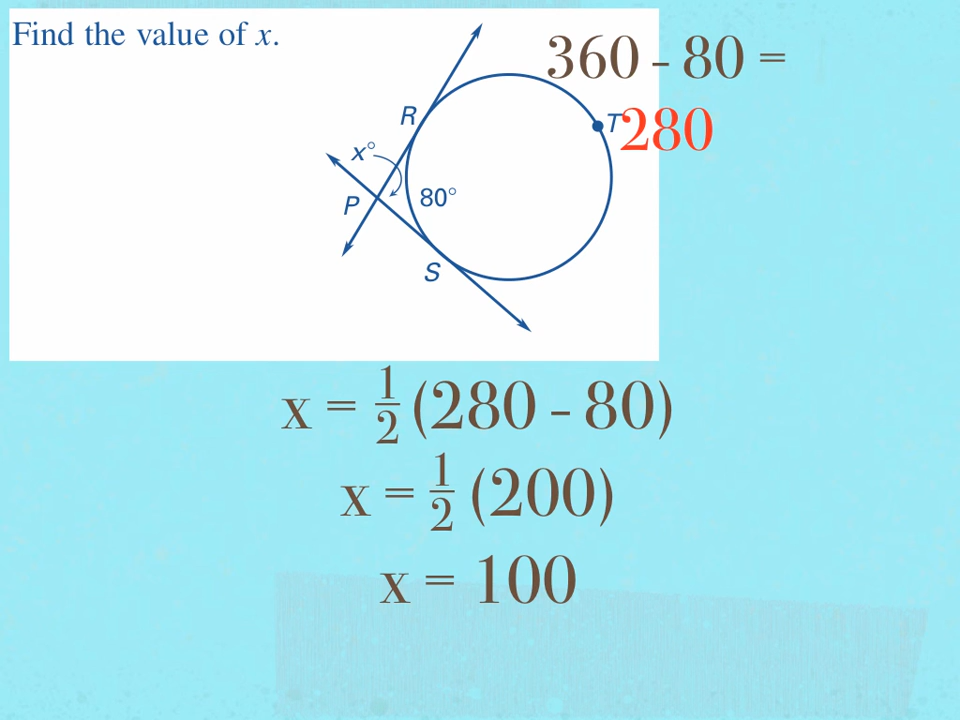 Find the value of x.
360 - 80 =
280
R
T
x°
P
80°
S
x = 1/2 (280 - 80)
x = 1/2 (200)
x = 100